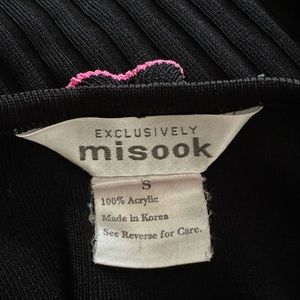 EXCLUSIVELY
misook
S
100% Acrylic
Made in Korea
See Reverse for Care.